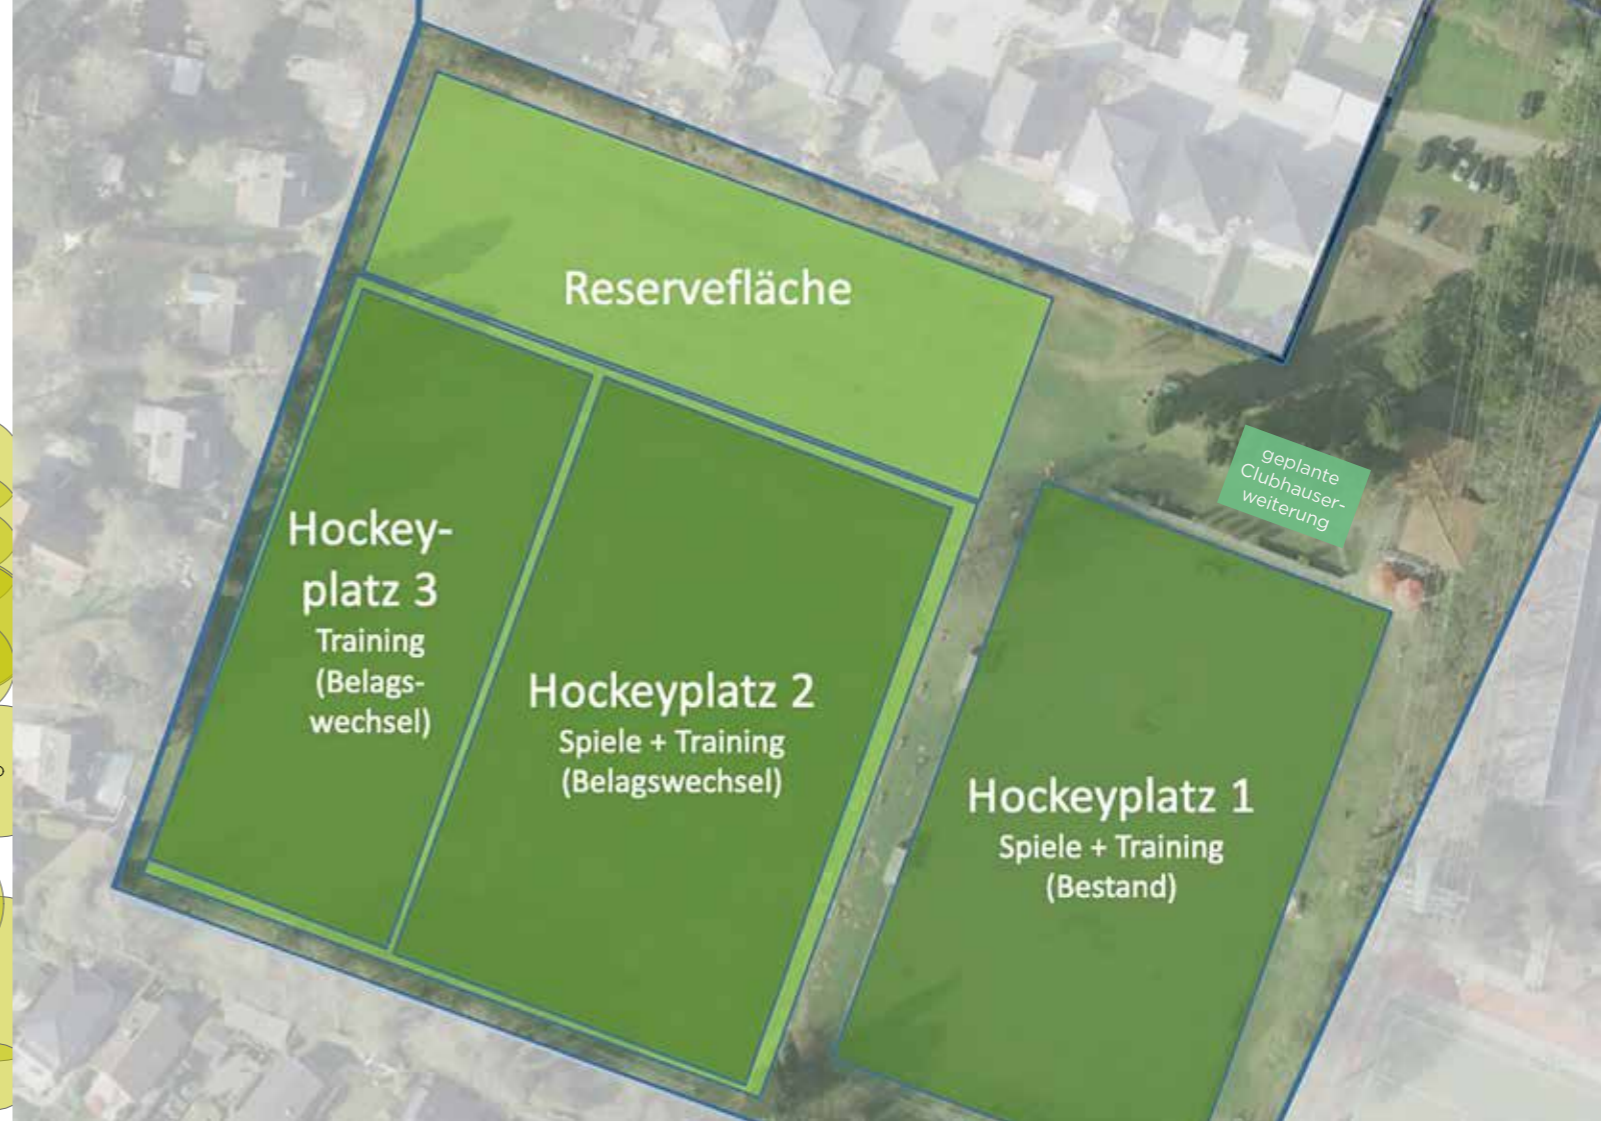 Reservefläche
geplante
Clubhauser-
weiterung
Hockey-
platz 3
Training
(Belags-
wechsel)
Hockeyplatz 2
Spiele + Training
(Belagswechsel)
Hockeyplatz 1
Spiele + Training
(Bestand)